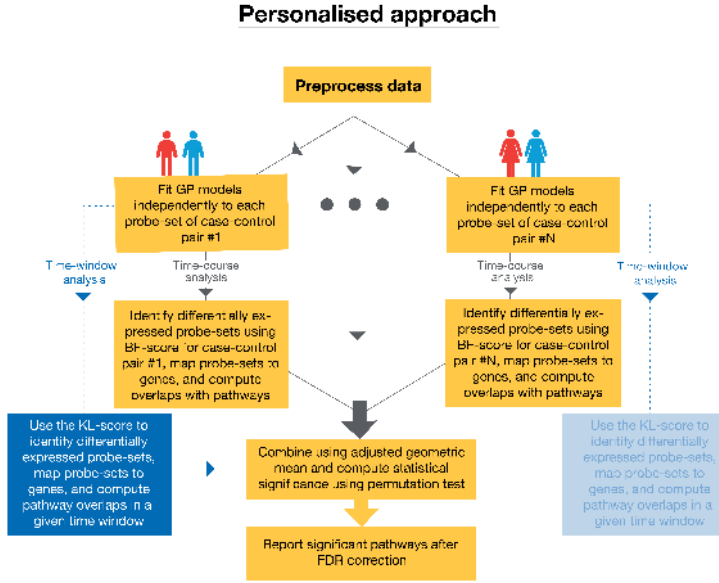 Personalised approach
Preprocess data
Fit GP models
independently to each
probe-set of case-control
pair #1
Fit GP models
independently to each
probe-set of case-control
pair #N
Time-window
analysis
Time-course
analysis
Time-course
analysis
Time-window
analysis
Identify differentially ex-
pressed probe-sets using
BF-score for case-control
pair #1, map probe-sets to
genes, and compute
overlaps with pathways
Identify differentially ex-
pressed probe-sets using
BF-score for case-control
pair #N, map probe-sets to
genes, and compute
overlaps with pathways
Use the KL-score to
identify differentially
expressed probe-sets,
map probe-sets to
genes, and compute
pathway overlaps in a
given time window
Combine using adjusted geometric
mean and compute statistical
significance using permutation test
Use the KL-score to
identify differentially
expressed probe-sets,
map probe-sets to
genes, and compute
pathway overlaps in a
given time window
Report significant pathways after
FDR correction